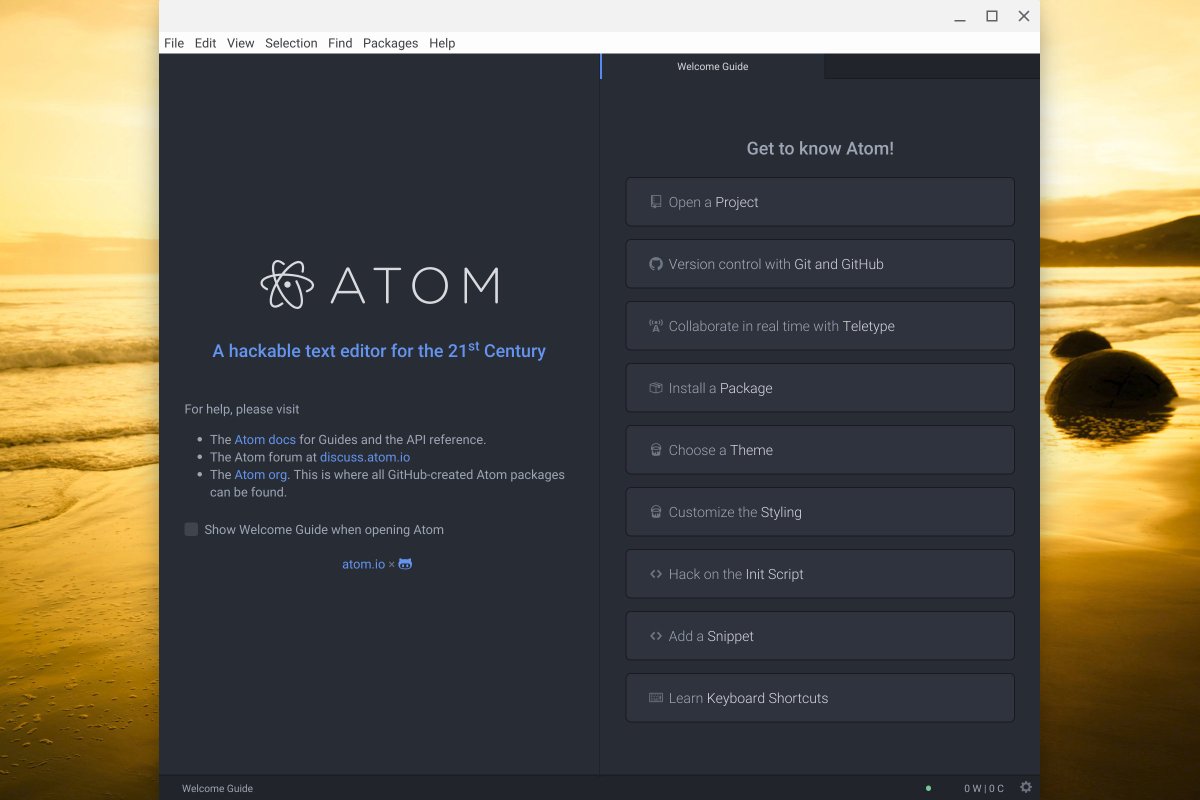 File Edit View Selection Find Packages Help
Welcome Guide
ATOM
A hackable text editor for the 21st Century
For help, please visit
• The Atom docs for Guides and the API reference.
• The Atom forum at discuss.atom.io
• The Atom org. This is where all GitHub-created Atom packages
can be found.
Show Welcome Guide when opening Atom
atom.io ×
Get to know Atom!
Open a Project
Version control with Git and GitHub
Collaborate in real time with Teletype
Install a Package
Choose a Theme
Customize the Styling
Hack on the Init Script
Add a Snippet
Learn Keyboard Shortcuts
Welcome Guide
0 W | 0 C